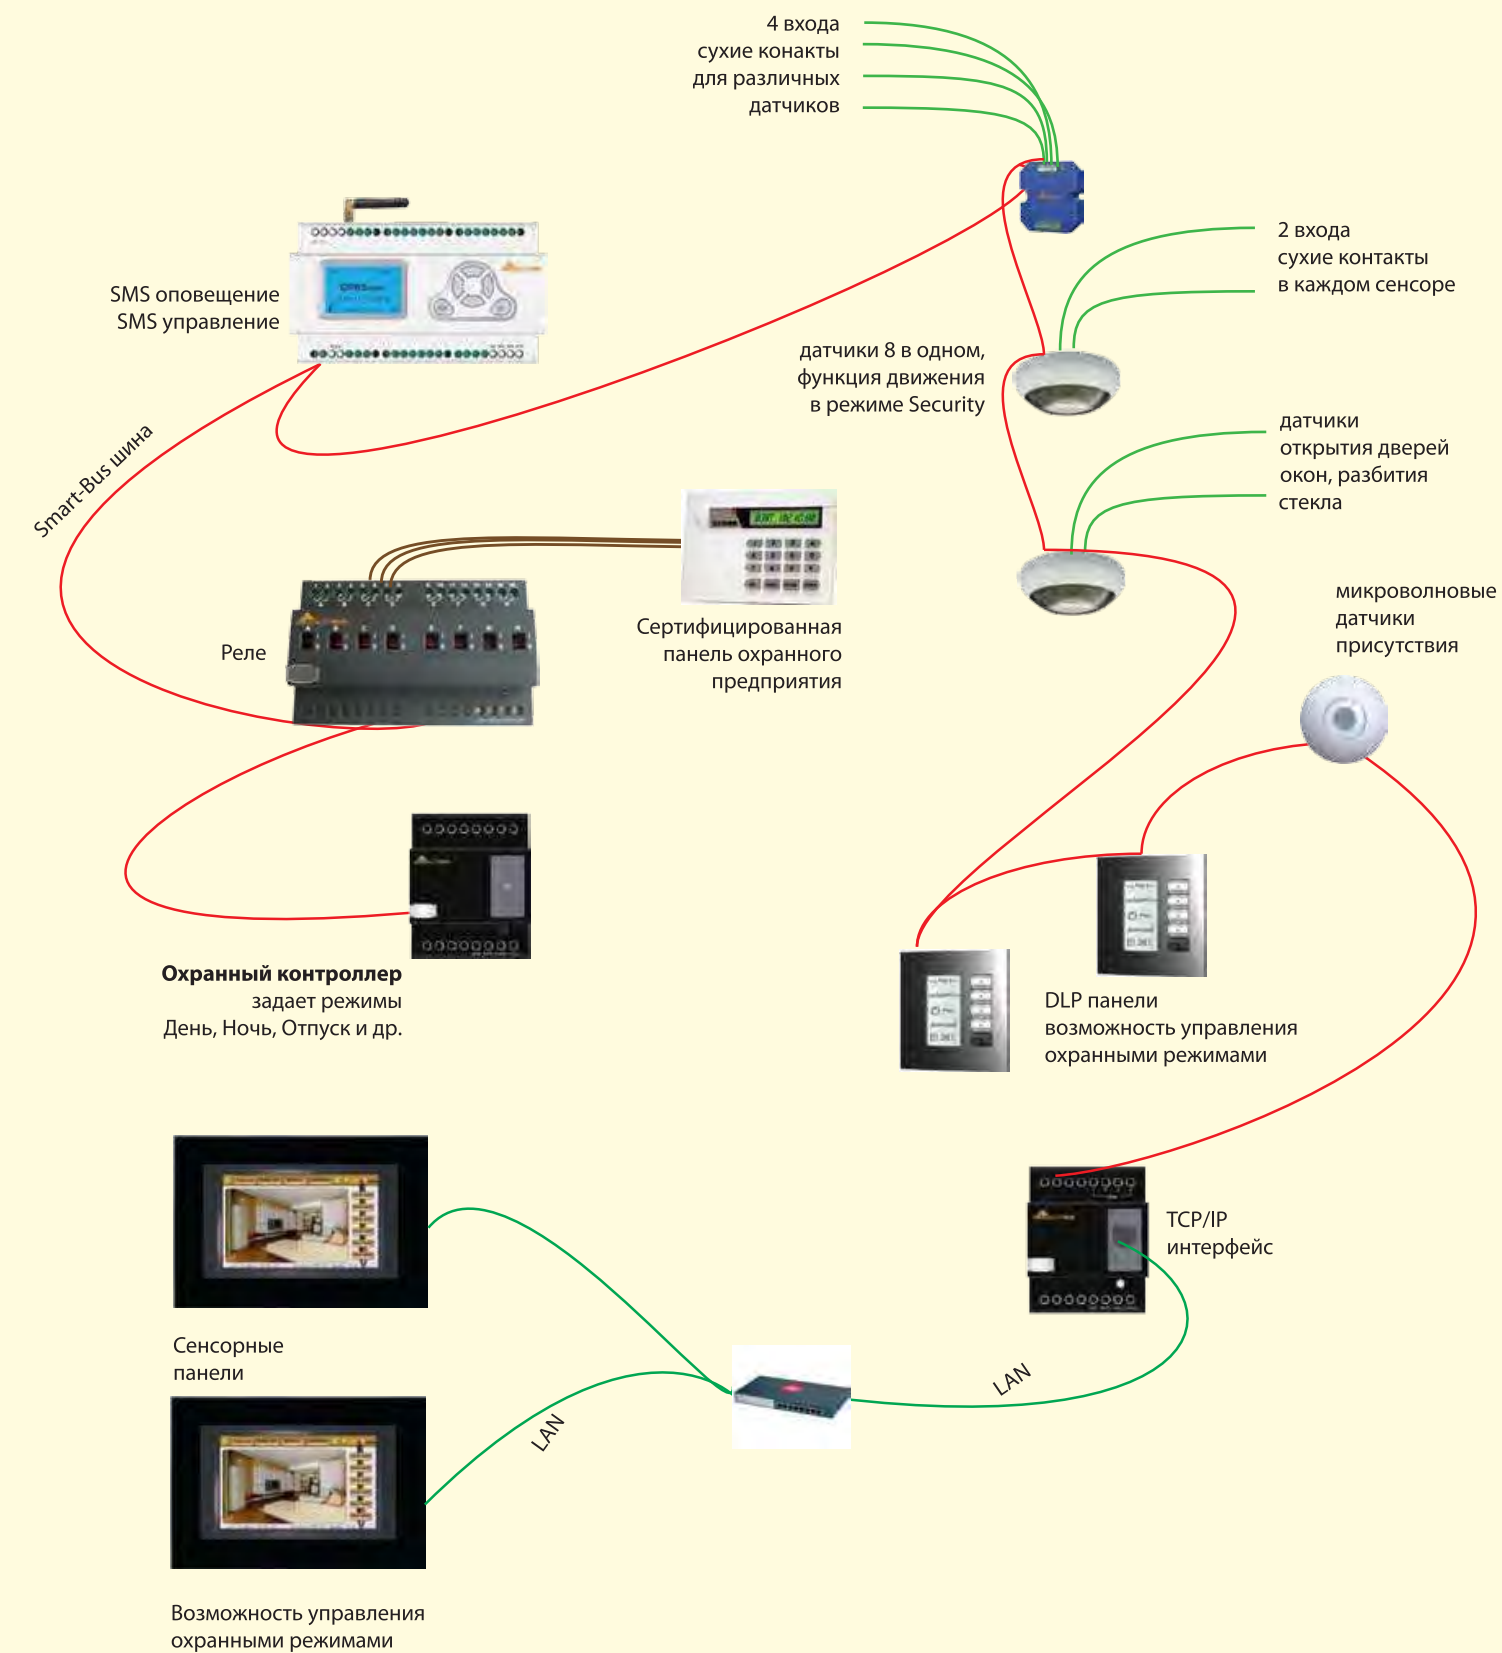 4 входа
сухие конакты
для различных
датчиков
2 входа
сухие контакты
в каждом сенсоре
SMS оповещение
SMS управление
датчики 8 в одном,
функция движения
в режиме Security
датчики
открытия дверей
окон, разбития
стекла
Smart-Bus шина
микроволновые
датчики
присутствия
Реле
Сертифицированная
панель охранного
предприятия
Охранный контроллер
задает режимы
День, Ночь, Отпуск и др.
DLP панели
возможность управления
охранными режимами
TCP/IP
интерфейс
Сенсорные
панели
LAN
LAN
Возможность управления
охранными режимами